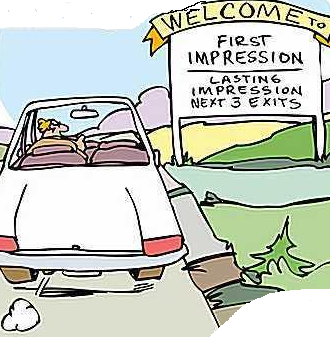 WELCOME TO
FIRST
IMPRESSION
LASTING
IMPRESSION
NEXT 3 EXITS